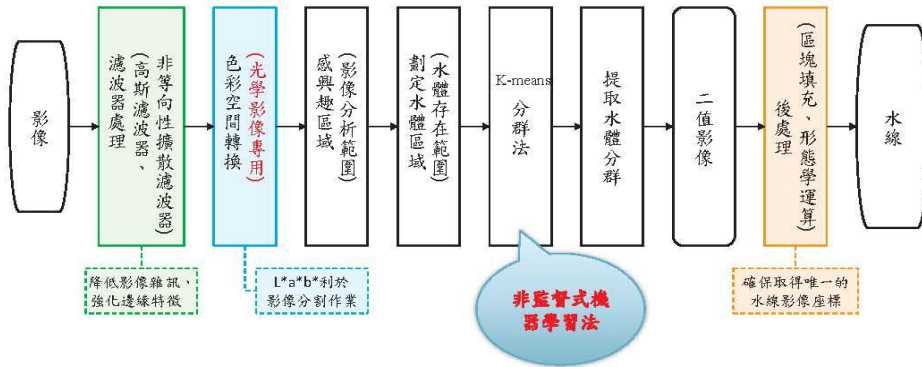 影像
濾波器處理
(高斯濾波器、
非等向性擴散濾波器)
色彩空間轉換
(光學影像專用)
感興趣區域
(影像分析範圍)
劃定水體區域
(水體存在範圍)
K-means
分群法
提取水體分群
二值影像
後處理
(區塊填充、形態學運算)
水線
降低影像雜訊、
強化邊緣特徵
L*a*b*利於
影像分割作業
非監督式機
器學習法
確保取得唯一的
水線影像座標